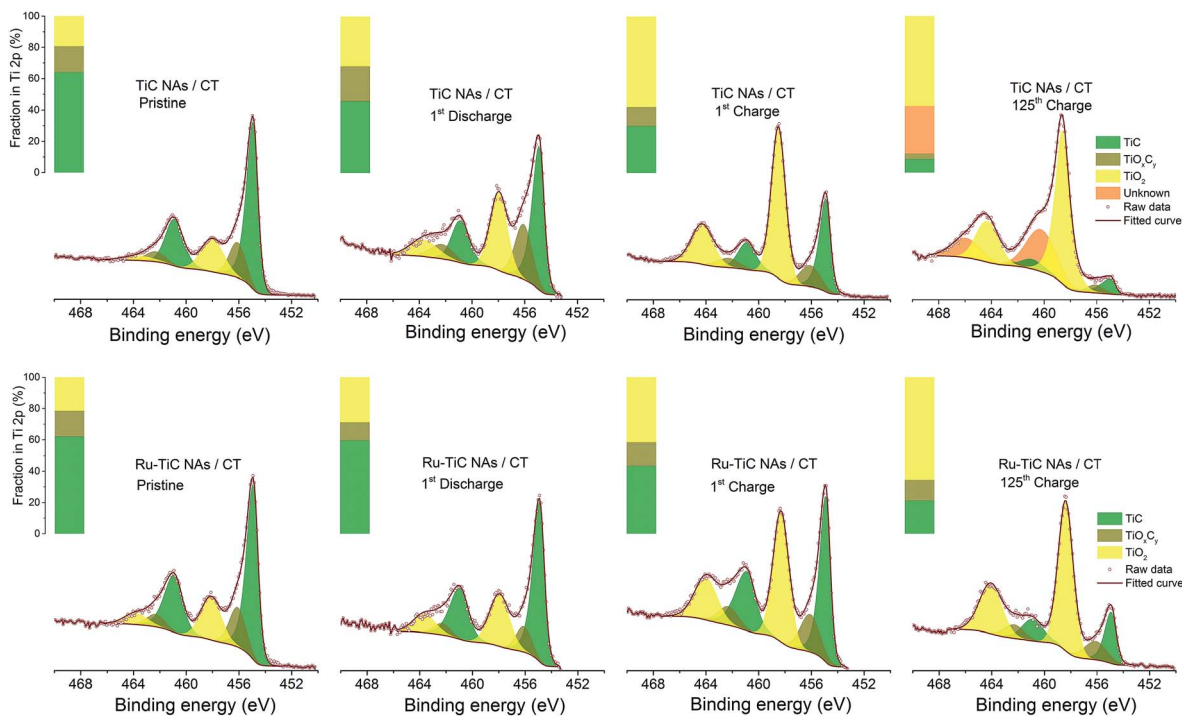 Fraction in Ti 2p (%)
100
80
60
40
20
0
TiC NAs / CT
Pristine
468 464 460 456 452
Binding energy (eV)
TiC NAs / CT
1st Discharge
468 464 460 456 452
Binding energy (eV)
TiC NAs / CT
1st Charge
468 464 460 456 452
Binding energy (eV)
TiC NAs / CT
125th Charge
TiC
TiOxCy
TiO2
Unknown
Raw data
Fitted curve
468 464 460 456 452
Binding energy (eV)
Fraction in Ti 2p (%)
100
80
60
40
20
0
Ru-TiC NAs / CT
Pristine
468 464 460 456 452
Binding energy (eV)
Ru-TiC NAs / CT
1st Discharge
468 464 460 456 452
Binding energy (eV)
Ru-TiC NAs / CT
1st Charge
468 464 460 456 452
Binding energy (eV)
Ru-TiC NAs / CT
125th Charge
TiC
TiOxCy
TiO2
Raw data
Fitted curve
468 464 460 456 452
Binding energy (eV)